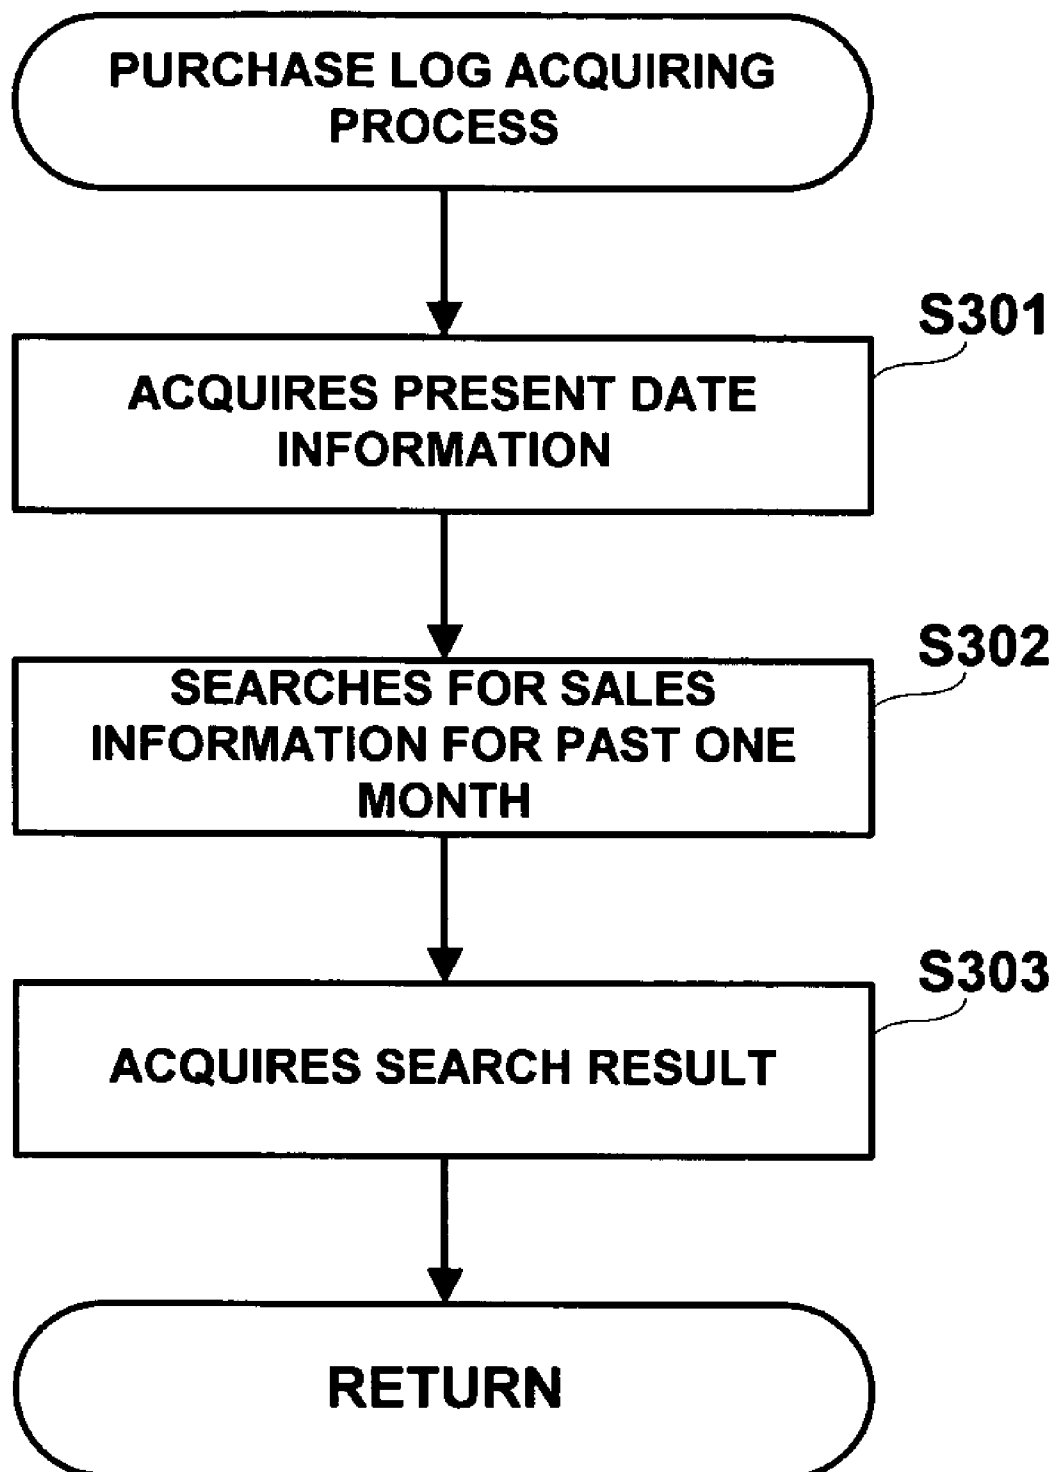 PURCHASE LOG ACQUIRING
PROCESS
S301
ACQUIRES PRESENT DATE
INFORMATION
S302
SEARCHES FOR SALES
INFORMATION FOR PAST ONE
MONTH
S303
ACQUIRES SEARCH RESULT
RETURN